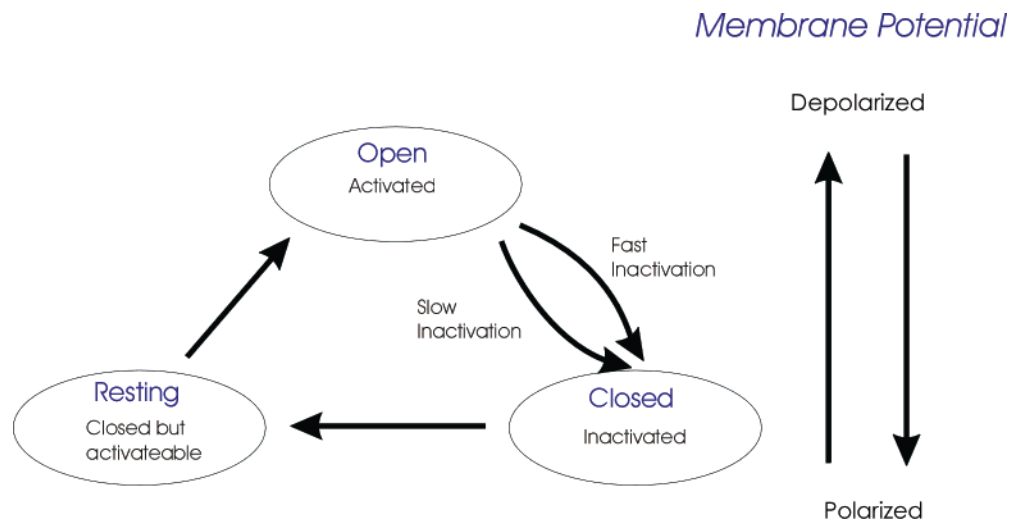 Membrane Potential
Depolarized
Open
Activated
Fast
Inactivation
Slow
Inactivation
Resting
Closed but
activateable
Closed
Inactivated
Polarized